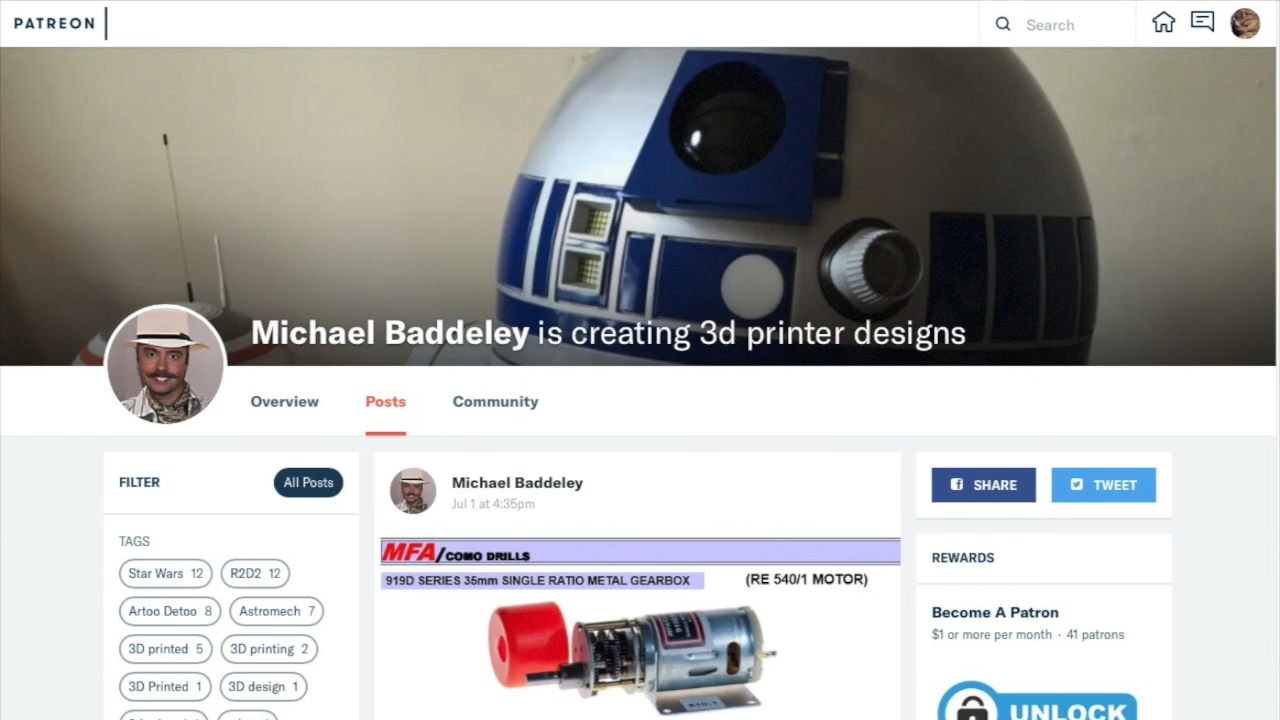 PATREON
Search
Michael Baddeley is creating 3d printer designs
Overview
Posts
Community
FILTER
All Posts
TAGS
Star Wars 12
R2D2 12
Artoo Detoo 8
Astromech 7
3D printed 5
3D printing 2
3D Printed 1
3D design 1
Michael Baddeley
Jul 1 at 4:35pm
MFA/COMO DRILLS
919D SERIES 35mm SINGLE RATIO METAL GEARBOX
(RE 540/1 MOTOR)
SHARE
TWEET
REWARDS
Become A Patron
$1 or more per month · 41 patrons
UNLOCK